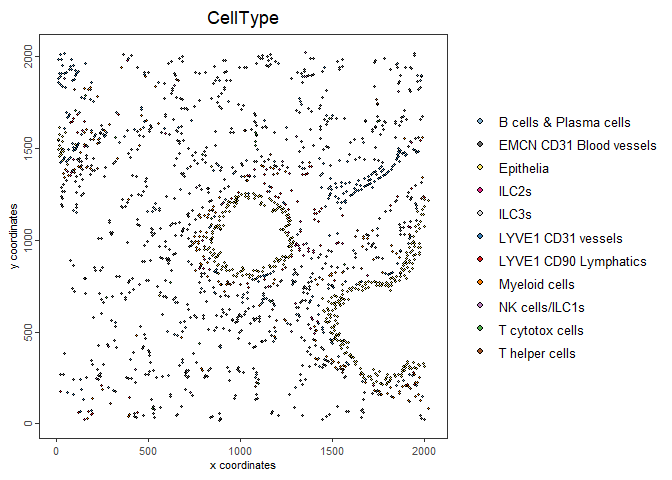 CellType
2000
1500
1000
500
0
y coordinates
0
500
1000
1500
2000
x coordinates
B cells & Plasma cells
EMCN CD31 Blood vessels
Epithelia
ILC2s
ILC3s
LYVE1 CD31 vessels
LYVE1 CD90 Lymphatics
Myeloid cells
NK cells/ILC1s
T cytotox cells
T helper cells